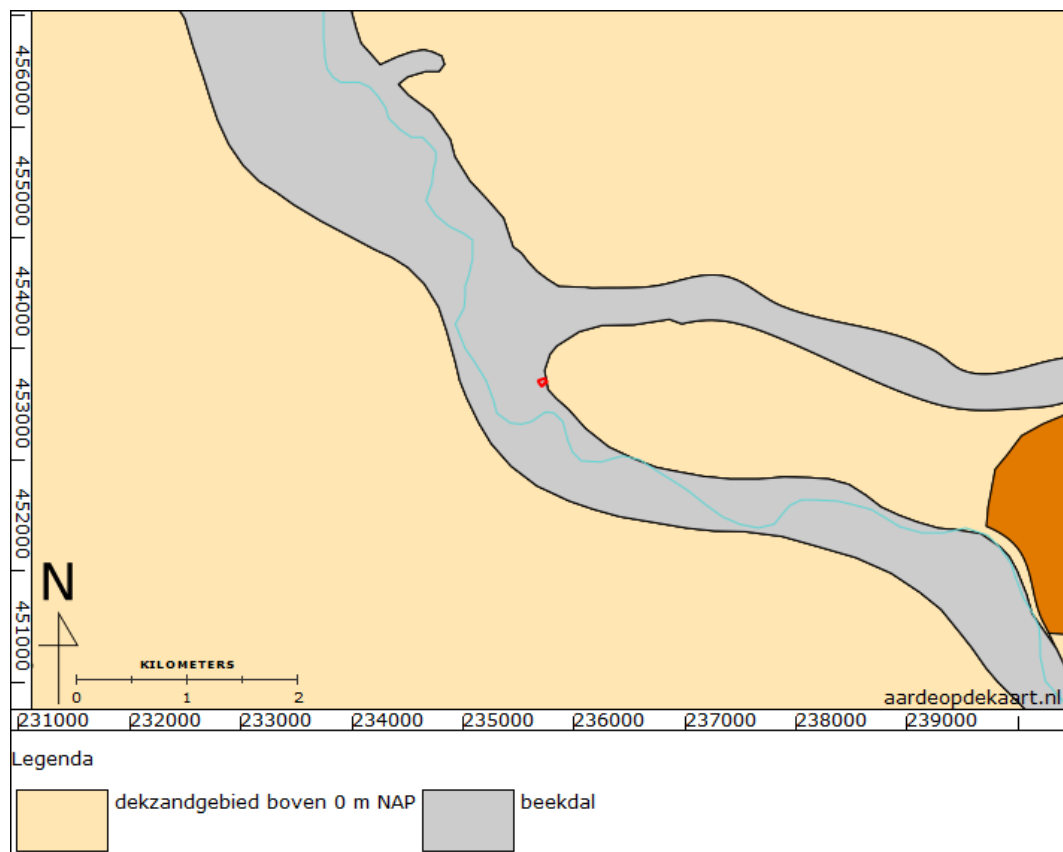 456000
455000
454000
453000
452000
451000
N
KILOMETERS
0 1 2
aardeopdekaart.nl
231000 232000 233000 234000 235000 236000 237000 238000 239000
Legenda
dekzandgebied boven 0 m NAP
beekdal